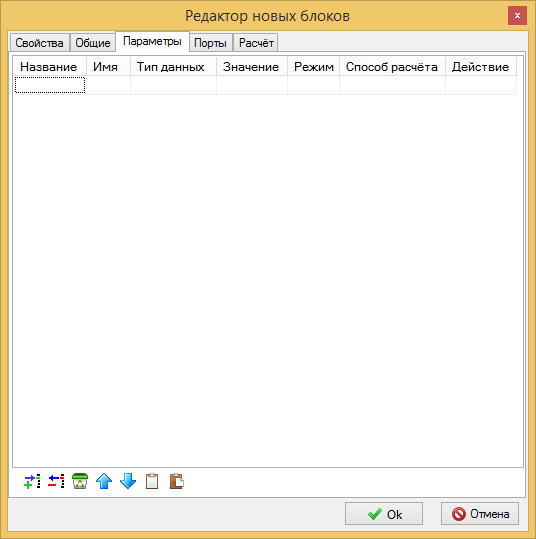 Редактор новых блоков
x
Свойства Общие Параметры Порты Расчёт
Название Имя Тип данных Значение Режим Способ расчёта Действие
Ok Отмена